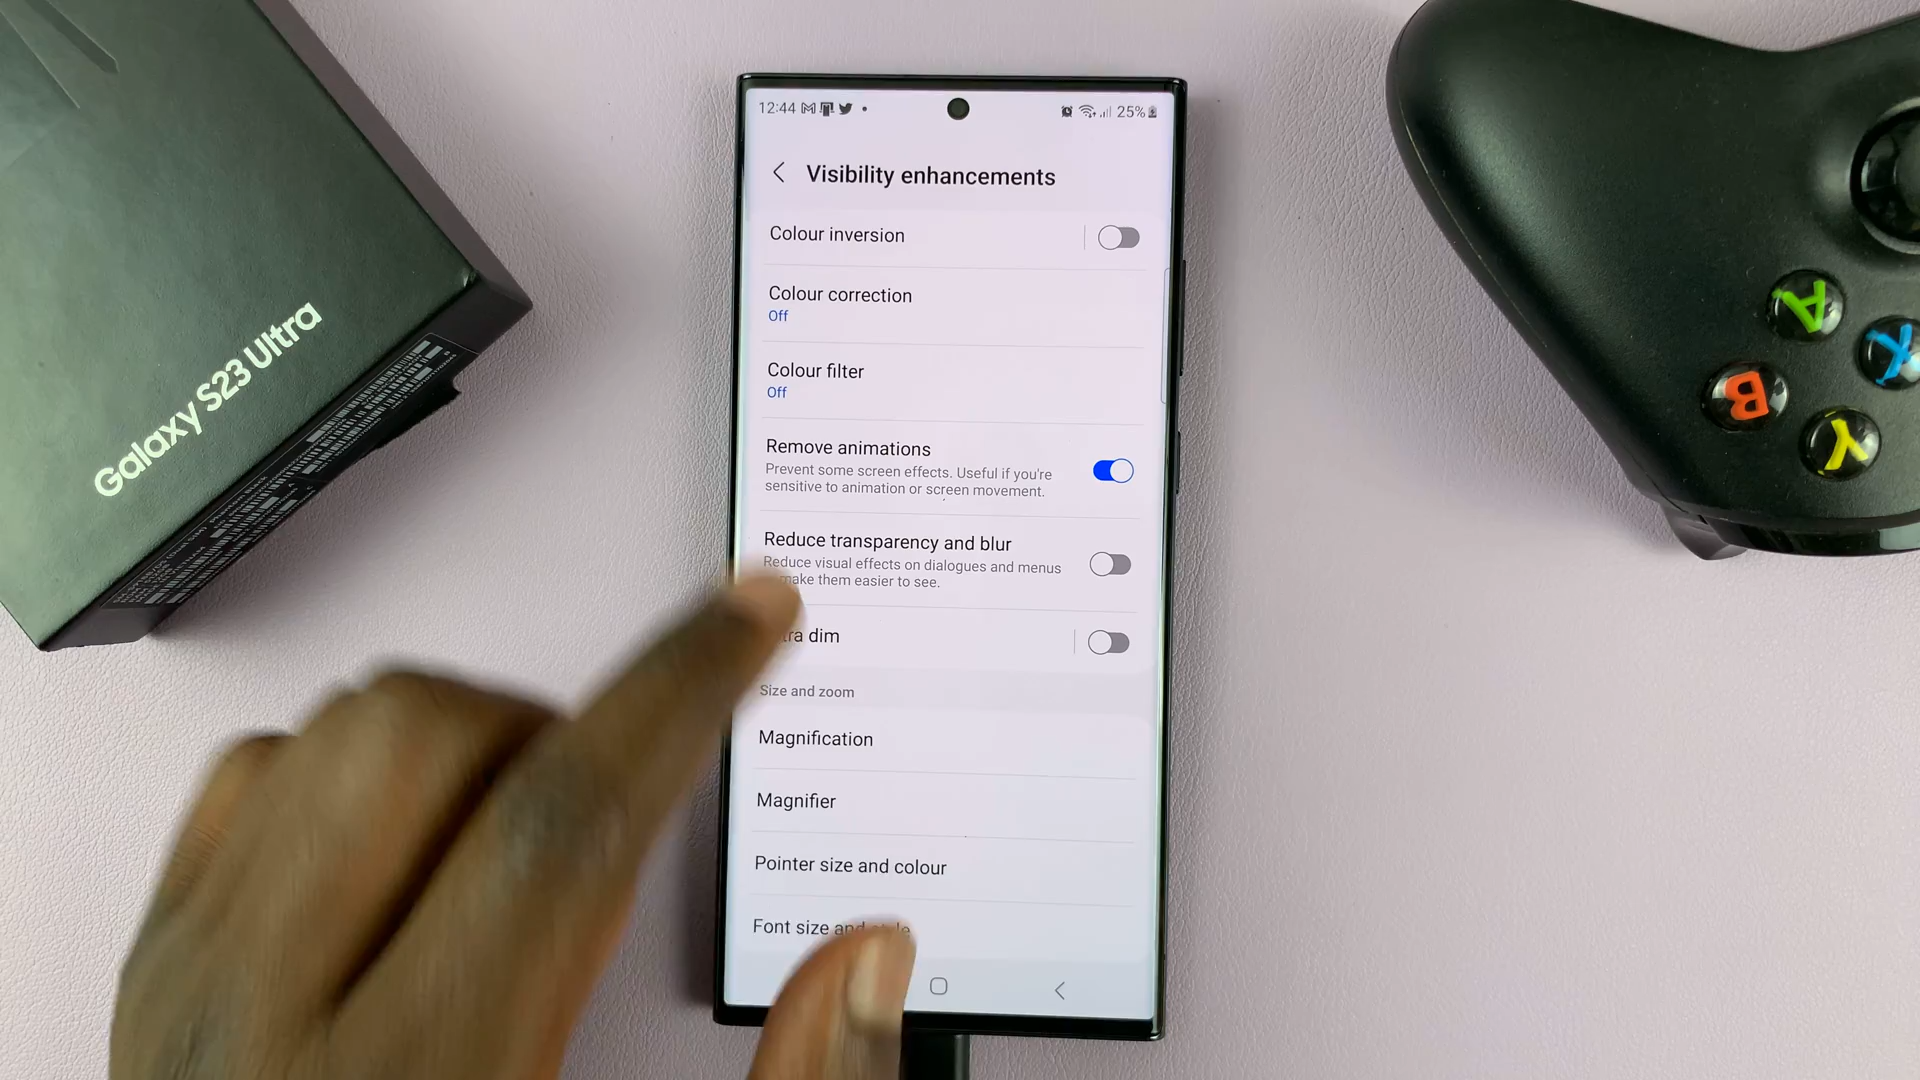 12:44
25%
Visibility enhancements
Colour inversion
Colour correction
Off
Colour filter
Off
Remove animations
Prevent some screen effects. Useful if you're
sensitive to animation or screen movement.
Reduce transparency and blur
Reduce visual effects on dialogues and menus
make them easier to see.
dim
Size and zoom
Magnification
Magnifier
Pointer size and colour
Font size and style
Galaxy S23 Ultra
A
X
B
Y